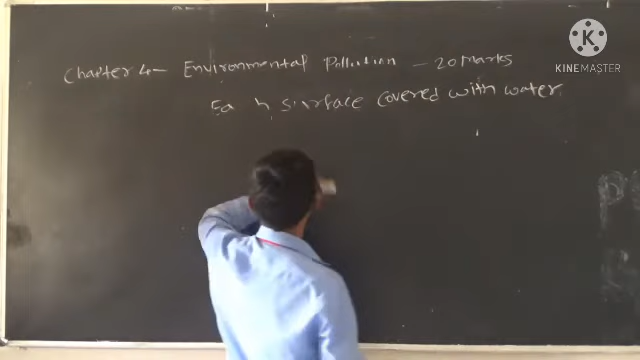 Chapter 4- Environmental Pollution - 20 Marks
surface covered with water.
KINEMASTER